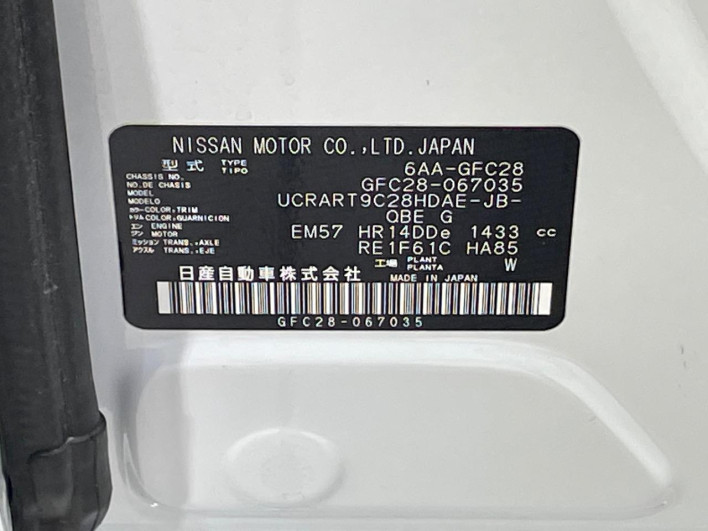 NISSAN MOTOR CO.,LTD.JAPAN
型式 TYPE TIPO 6AA-GFC28
CHASSIS NO. NO.DE CHASIS GFC28-067035
MODEL MODELO UCRART9C28HDAE-JB-
カラー COLOR,TRIM トリム COLOR,GUARNICION QBE G
エンジン ENGINE MOTOR EM57 HR14DDe 1433 cc
ミッション TRANS.,AXLE アクスル TRANS.,EJE RE1F61C HA85
工場 PLANT PLANTA W
日産自動車株式会社 MADE IN JAPAN
GFC28-067035